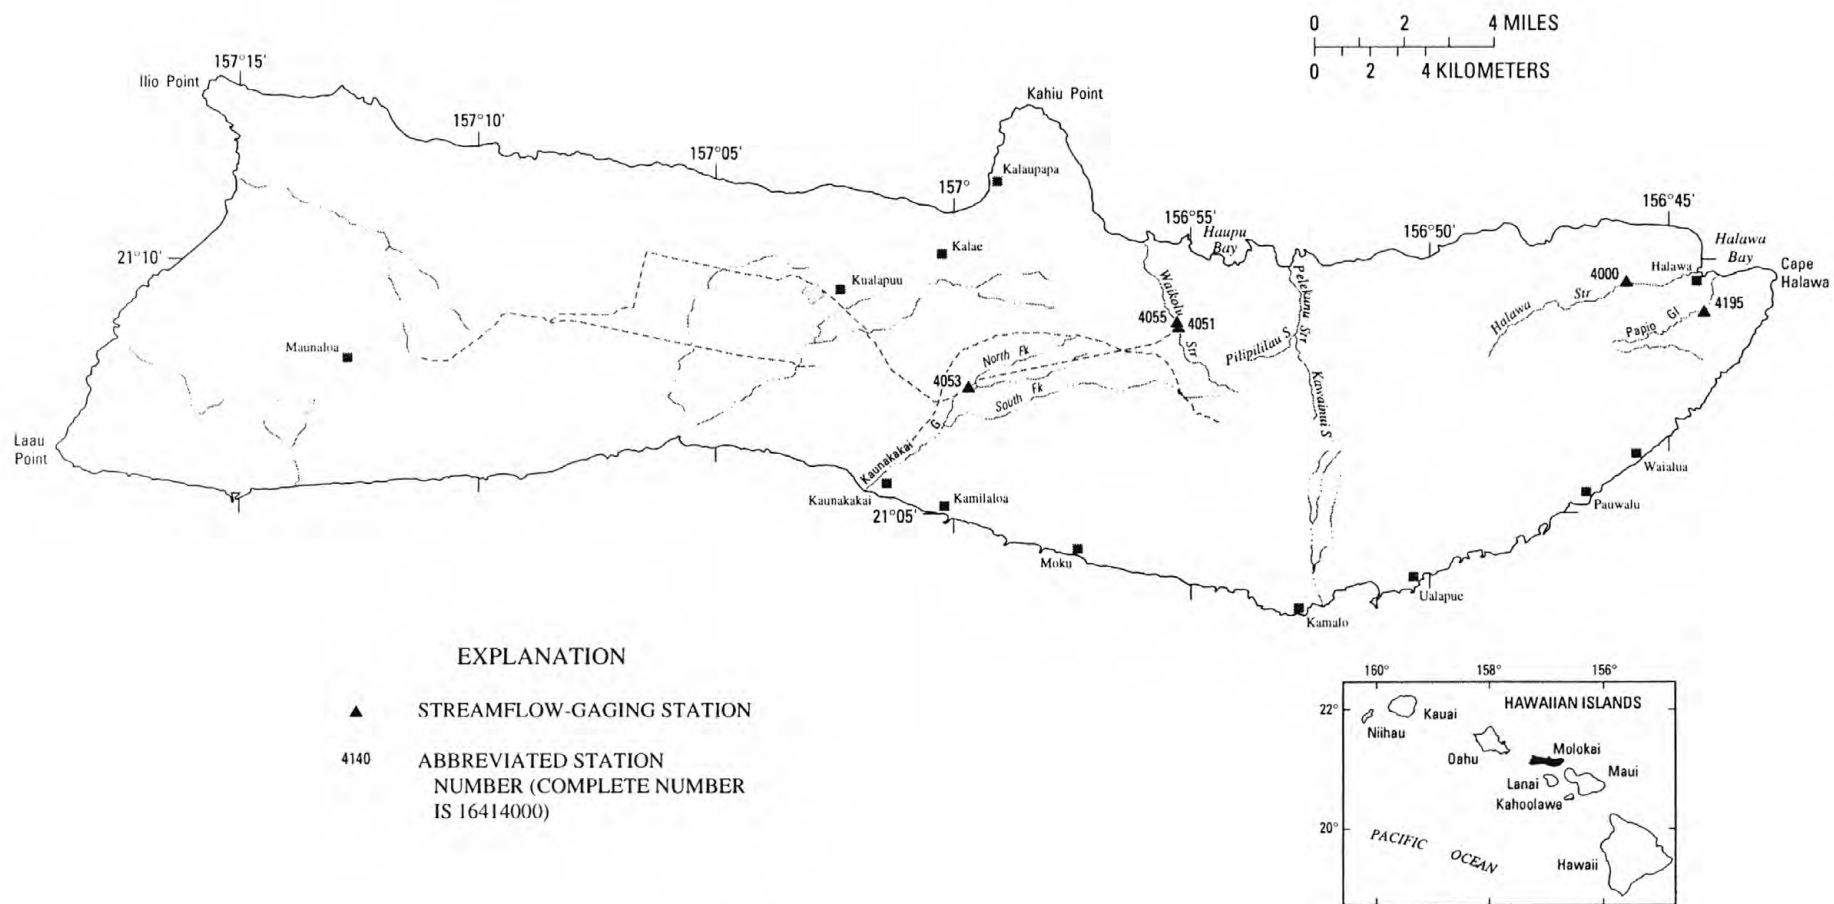 0 2 4 MILES
0 2 4 KILOMETERS
157°15'
Ilio Point
157°10'
157°05'
157°
Kahiu Point
Kalaupapa
156°55'
Haupu
Bay
156°50'
156°45'
Halawa
Bay
Cape
Halawa
21°10'
Kalae
Kualapuu
Maunaloa
Waikolu
Str
4055
4051
Pelekunu Str
Pilipililau S
Kawainui S
4000
Halawa
Halawa Str
4195
Papio Gl
North Fk
4053
South Fk
Kaunakakai G
Laau
Point
Kaunakakai
Kamilaloa
21°05'
Moku
Waialua
Pauwalu
Ualapue
Kamalo
EXPLANATION
STREAMFLOW-GAGING STATION
4140 ABBREVIATED STATION
NUMBER (COMPLETE NUMBER
IS 16414000)
160° 158° 156°
22°
20°
HAWAIIAN ISLANDS
Kauai
Niihau
Oahu
Molokai
Lanai
Maui
Kahoolawe
Hawaii
PACIFIC OCEAN